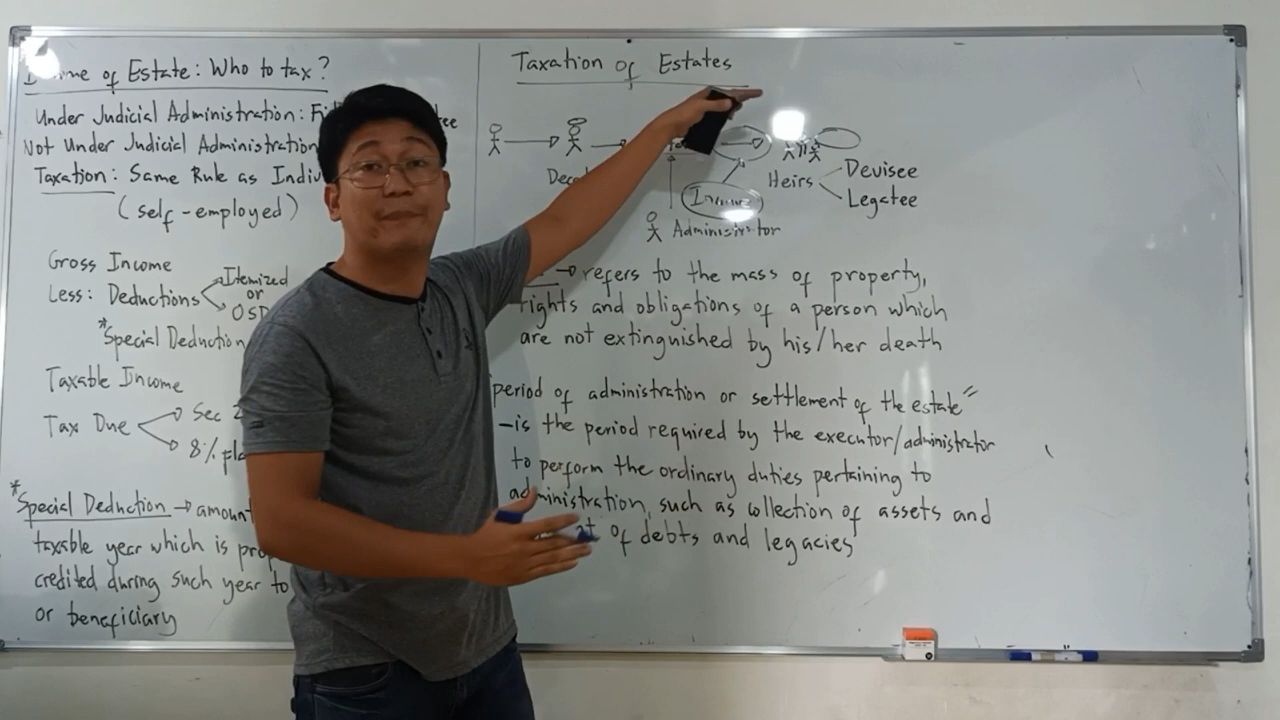 of Estate: Who to tax?
Under Judicial Administration:
Not Under Judicial Administration
Taxation: Same Rule as
(self-employed)
Gross Income
Less: Deductions
Itemized
or
OSD
*Special Deduction
Taxable Income
Tax Due
Sec 2
8%
*Special Deduction → amount
taxable year which is
credited during such year to
or beneficiary
Taxation of Estates
Heirs
Devisee
Legatee
Income
Administrator
→ refers to the mass of property,
rights and obligations of a person which
are not extinguished by his/her death
"period of administration or settlement of the estate"
-is the period required by the executor/administrator
to perform the ordinary duties pertaining to
administration, such as collection of assets and
of debts and legacies